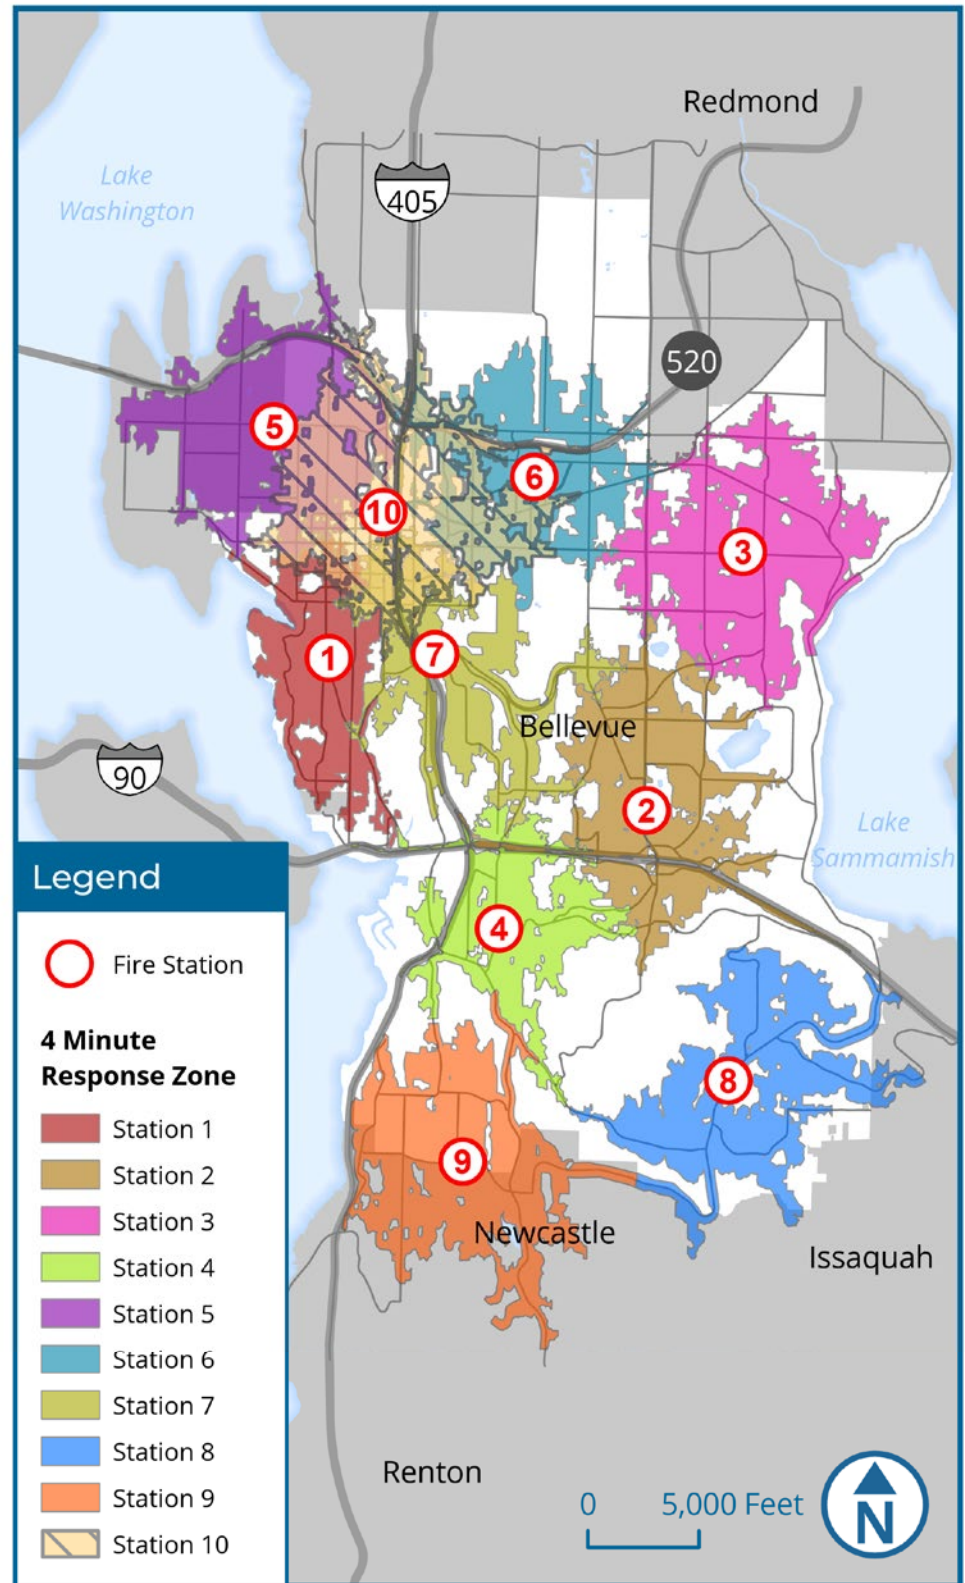 Redmond
Lake
Washington
405
520
5
6
10
3
1
7
Bellevue
90
2
Lake
Sammamish
4
8
9
Newcastle
Issaquah
Renton
Legend
Fire Station
4 Minute
Response Zone
Station 1
Station 2
Station 3
Station 4
Station 5
Station 6
Station 7
Station 8
Station 9
Station 10
0 5,000 Feet
N